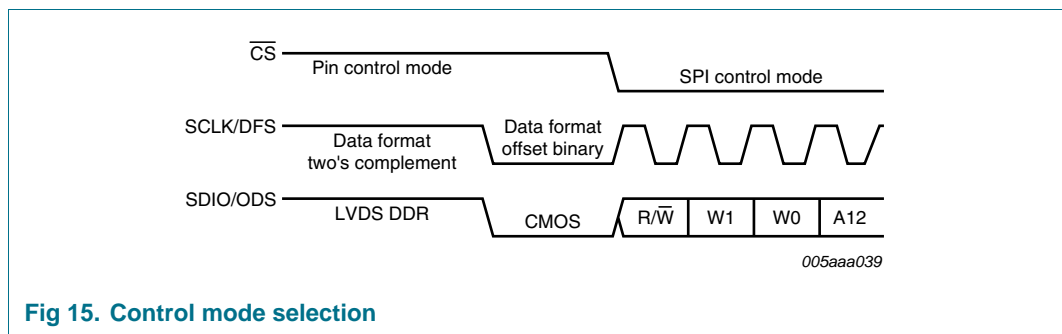 CS
Pin control mode
SPI control mode
SCLK/DFS
Data format
two's complement
Data format
offset binary
SDIO/ODS
LVDS DDR
CMOS
R/W
W1
W0
A12
005aaa039
Fig 15. Control mode selection